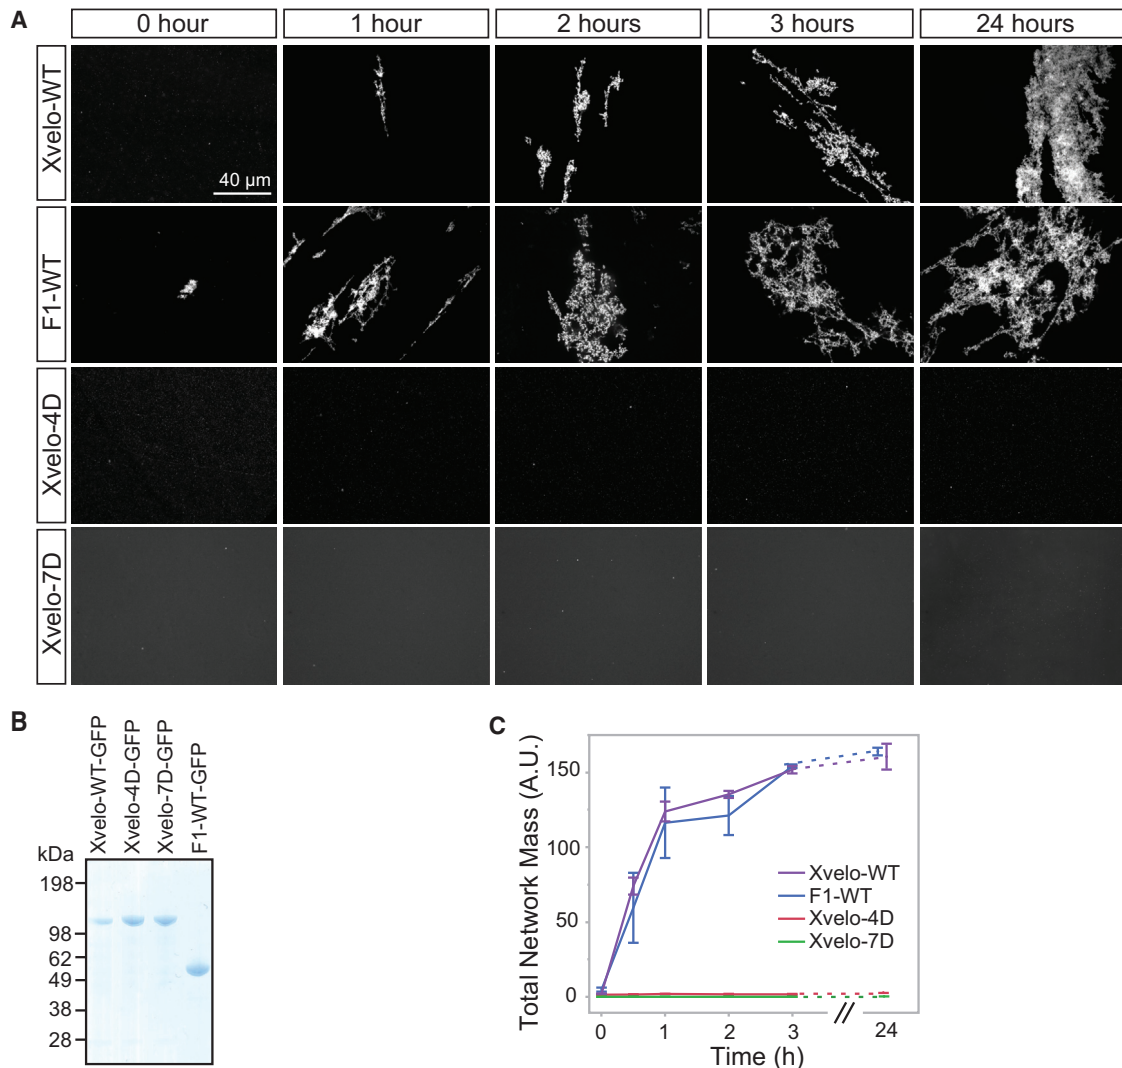 A
0 hour
1 hour
2 hours
3 hours
24 hours
Xvelo-WT
40 µm
F1-WT
Xvelo-4D
Xvelo-7D
B
Xvelo-WT-GFP
Xvelo-4D-GFP
Xvelo-7D-GFP
F1-WT-GFP
kDa
198
98
62
49
38
28
C
Total Network Mass (A.U.)
150
100
50
0
Xvelo-WT
F1-WT
Xvelo-4D
Xvelo-7D
0 1 2 3 // 24
Time (h)